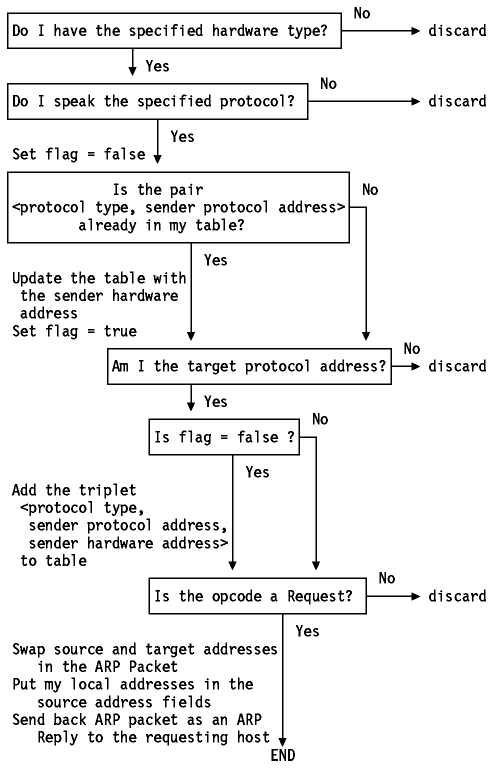 No
Do I have the specified hardware type?
discard
Yes
No
Do I speak the specified protocol?
discard
Yes
Set flag = false
Is the pair
No
<protocol type, sender protocol address>
already in my table?
Yes
Update the table with
the sender hardware
address
Set flag = true
No
Am I the target protocol address?
discard
Yes
No
Is flag = false ?
Yes
Add the triplet
<protocol type,
sender protocol address,
sender hardware address>
to table
No
Is the opcode a Request?
discard
Yes
Swap source and target addresses
in the ARP Packet
Put my local addresses in the
source address fields
Send back ARP packet as an ARP
Reply to the requesting host
END